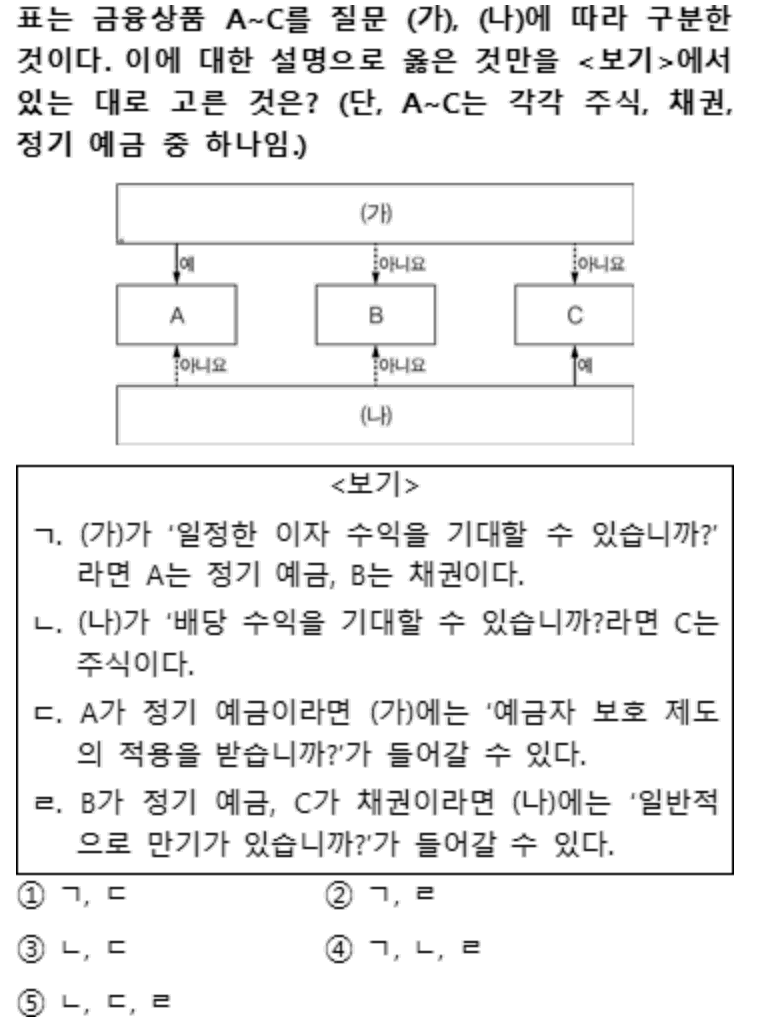 표는 금융상품 A~C를 질문 (가), (나)에 따라 구분한
것이다. 이에 대한 설명으로 옳은 것만을 <보기>에서
있는 대로 고른 것은? (단, A~C는 각각 주식, 채권,
정기 예금 중 하나임.)
(가)
예 아니요 아니요
A B C
아니요 아니요 예
(나)
<보기>
ㄱ. (가)가 '일정한 이자 수익을 기대할 수 있습니까?'
라면 A는 정기 예금, B는 채권이다.
ㄴ. (나)가 '배당 수익을 기대할 수 있습니까?라면 C는
주식이다.
ㄷ. A가 정기 예금이라면 (가)에는 '예금자 보호 제도
의 적용을 받습니까?'가 들어갈 수 있다.
ㄹ. B가 정기 예금, C가 채권이라면 (나)에는 '일반적
으로 만기가 있습니까?'가 들어갈 수 있다.
① ㄱ, ㄷ ② ㄱ, ㄹ
③ ㄴ, ㄷ ④ ㄱ, ㄴ, ㄹ
⑤ ㄴ, ㄷ, ㄹ